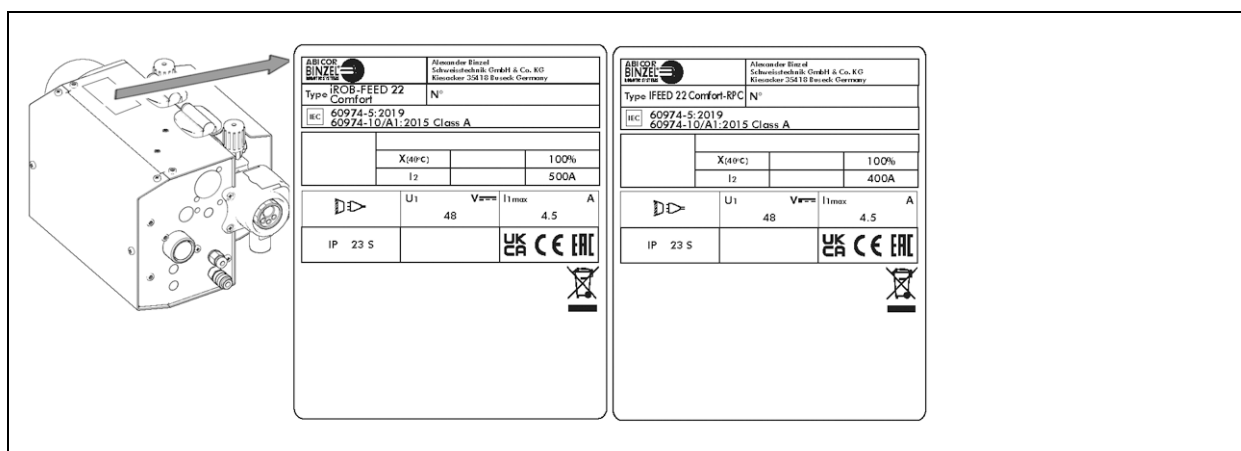 ABICOR
BINZEL®
Alexander Binzel
Schweisstechnik GmbH & Co. KG
Kiesacker 35418 Buseck Germany
Type iROB-FEED 22
Comfort
N°
IEC
60974-5:2019
60974-10/A1:2015 Class A
X(40°C) 100%
I2 500A
U1 V I1max A
48 4.5
IP 23 S
UK
CA CE EAC
ABICOR
BINZEL®
Alexander Binzel
Schweisstechnik GmbH & Co. KG
Kiesacker 35418 Buseck Germany
Type IFEED 22 Comfort-RPC N°
IEC
60974-5:2019
60974-10/A1:2015 Class A
X(40°C) 100%
I2 400A
U1 V I1max A
48 4.5
IP 23 S
UK
CA CE EAC